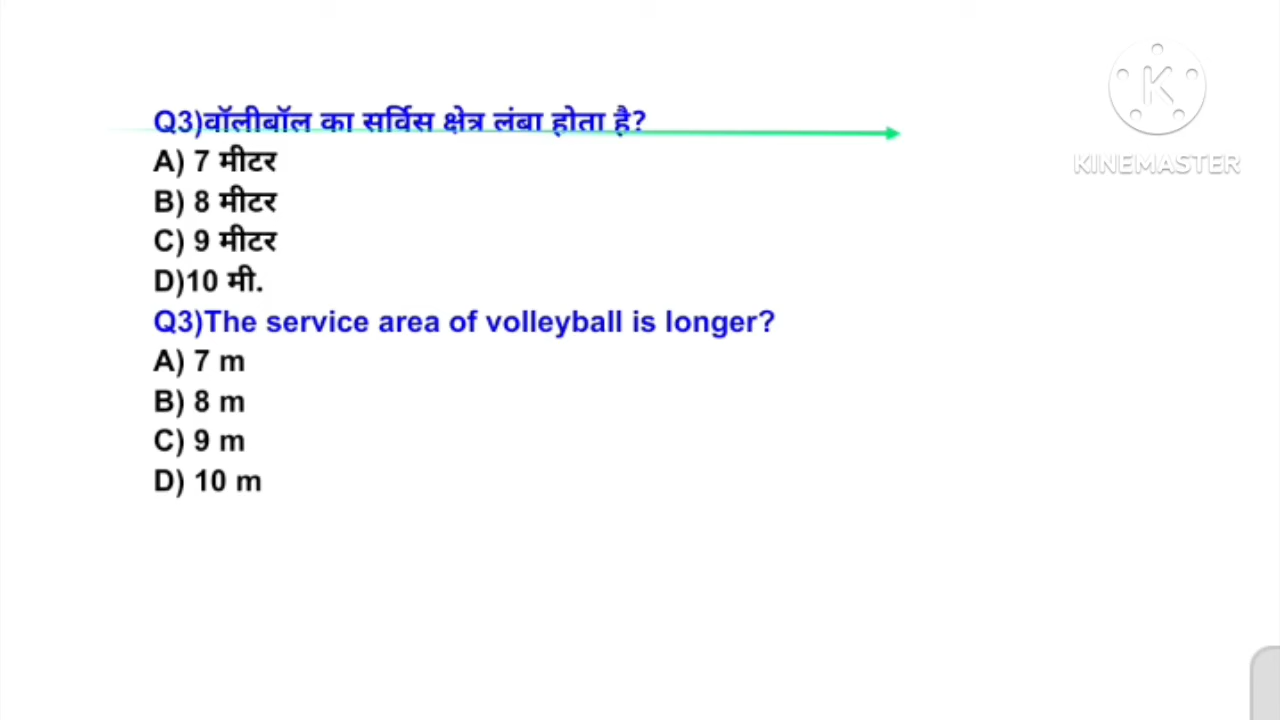 Q3)वॉलीबॉल का सर्विस क्षेत्र लंबा होता है?
A) 7 मीटर
B) 8 मीटर
C) 9 मीटर
D)10 मी.
Q3)The service area of volleyball is longer?
A) 7 m
B) 8 m
C) 9 m
D) 10 m
K
KINEMASTER